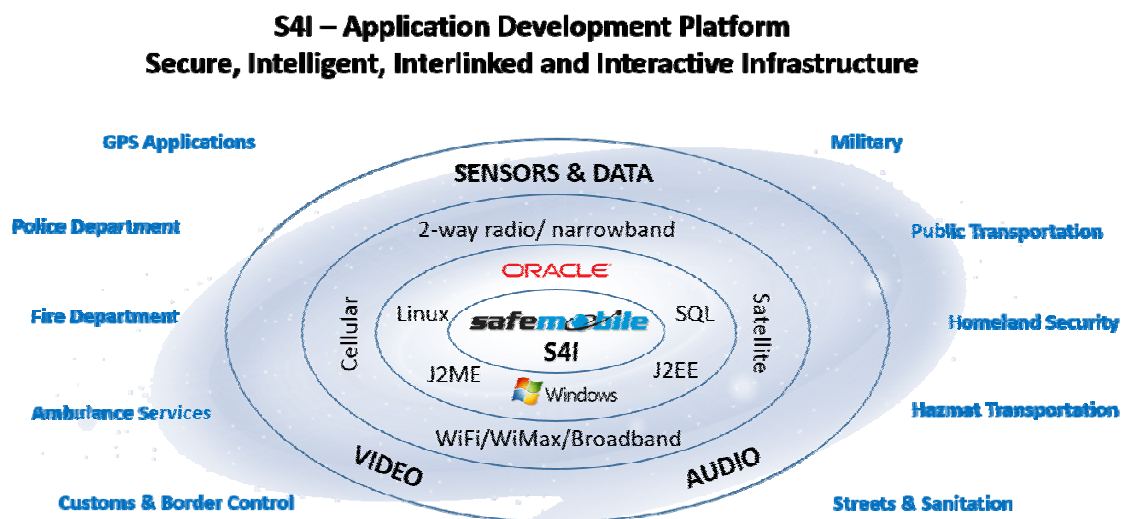 S4I – Application Development Platform
Secure, Intelligent, Interlinked and Interactive Infrastructure
GPS Applications
Military
SENSORS & DATA
Police Department
2-way radio/ narrowband
Public Transportation
ORACLE
Cellular
Linux
safemobile
SQL
Satellite
Fire Department
Homeland Security
S4I
J2ME
J2EE
Windows
Ambulance Services
Hazmat Transportation
WiFi/WiMax/Broadband
VIDEO
AUDIO
Customs & Border Control
Streets & Sanitation